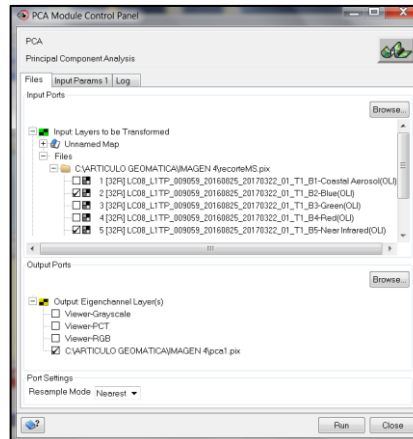 PCA Module Control Panel
PCA
Principal Component Analysis
Files Input Params 1 Log
Input Ports
Browse...
Input: Layers to be Transformed
Unnamed Map
Files
C:\ARTICULO GEOMATICA\IMAGEN 4\recorteMS.pix
1 [32R] LC08_L1TP_009059_20160825_20170322_01_T1_B1-Coastal Aerosol(OLI)
2 [32R] LC08_L1TP_009059_20160825_20170322_01_T1_B2-Blue(OLI)
3 [32R] LC08_L1TP_009059_20160825_20170322_01_T1_B3-Green(OLI)
4 [32R] LC08_L1TP_009059_20160825_20170322_01_T1_B4-Red(OLI)
5 [32R] LC08_L1TP_009059_20160825_20170322_01_T1_B5-Near Infrared(OLI)
Output Ports
Browse...
Output: Eigenchannel Layer(s)
Viewer-Grayscale
Viewer-PCT
Viewer-RGB
C:\ARTICULO GEOMATICA\IMAGEN 4\pca1.pix
Port Settings
Resample Mode Nearest
? Run Close